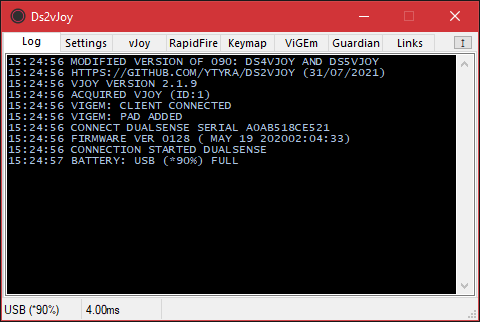 Ds2vJoy
Log Settings vJoy RapidFire Keymap ViGEm Guardian Links
15:24:56 MODIFIED VERSION OF 090: DS4VJOY AND DS5VJOY
15:24:56 HTTPS://GITHUB.COM/YTYRA/DS2VJOY (31/07/2021)
15:24:56 VJOY VERSION 2.1.9
15:24:56 ACQUIRED VJOY (ID:1)
15:24:56 VIGEM: CLIENT CONNECTED
15:24:56 VIGEM: PAD ADDED
15:24:56 CONNECT DUALSENSE SERIAL A0AB518CE521
15:24:56 FIRMWARE VER 0128 ( MAY 19 202002:04:33)
15:24:56 CONNECTION STARTED DUALSENSE
15:24:57 BATTERY: USB (*90%) FULL
USB (*90%) 4.00ms